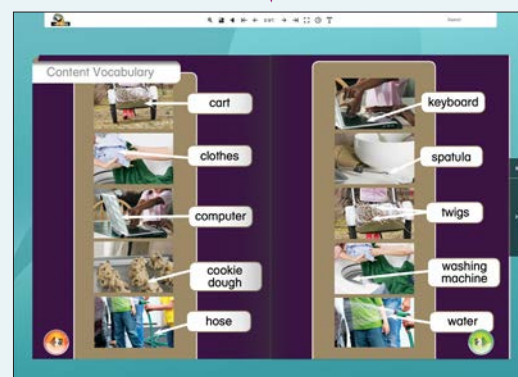 Content Vocabulary
cart
clothes
computer
cookie
dough
hose
keyboard
spatula
twigs
washing
machine
water